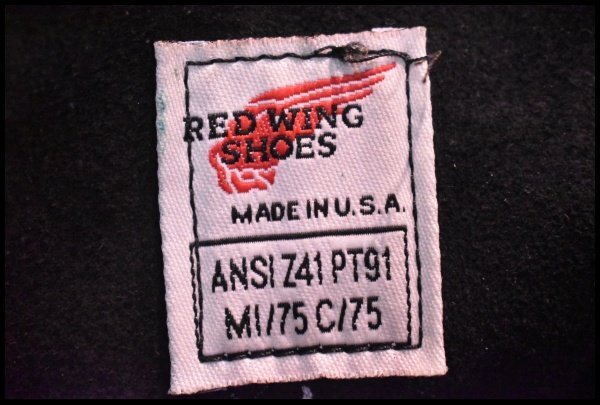 RED WING
SHOES
MADE IN U.S.A.
ANSI Z41 PT91
MI/75 C/75